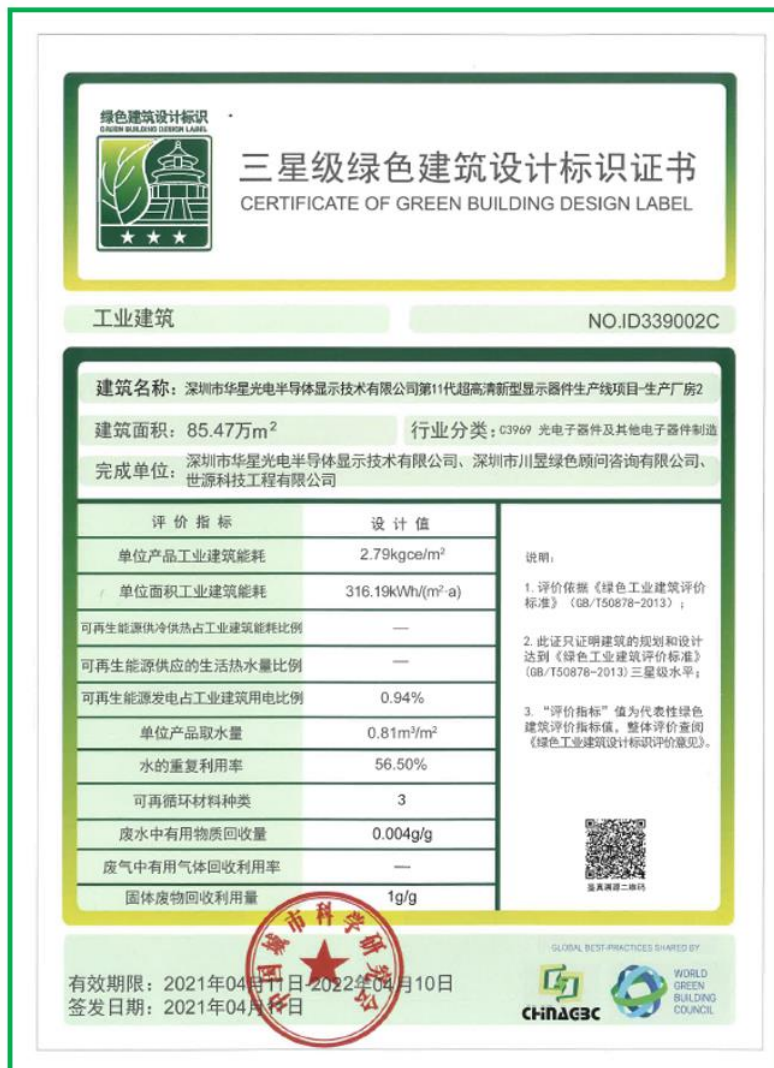 绿色建筑设计标识
GREEN BUILDING DESIGN LABEL
三星级绿色建筑设计标识证书
CERTIFICATE OF GREEN BUILDING DESIGN LABEL
工业建筑
NO.ID339002C
建筑名称：深圳市华星光电半导体显示技术有限公司第11代超高清新型显示器件生产线项目-生产厂房2
建筑面积：85.47万m²
行业分类：C3969 光电子器件及其他电子器件制造
完成单位：深圳市华星光电半导体显示技术有限公司、深圳市川昱绿色顾问咨询有限公司、
世源科技工程有限公司
评价指标 设计值
单位产品工业建筑能耗 2.79kgce/m²
单位面积工业建筑能耗 316.19kWh/(m²·a)
可再生能源供冷供热占工业建筑能耗比例 —
可再生能源供应的生活热水量比例 —
可再生能源发电占工业建筑用电比例 0.94%
单位产品取水量 0.81m³/m²
水的重复利用率 56.50%
可再循环材料种类 3
废水中有用物质回收量 0.004g/g
废气中有用气体回收利用率 —
固体废物回收利用量 1g/g
说明：
1. 评价依据《绿色工业建筑评价
标准》（GB/T50878-2013）；
2. 此证只证明建筑的规划和设计
达到《绿色工业建筑评价标准》
(GB/T50878-2013)三星级水平；
3. “评价指标”值为代表性绿色
建筑评价指标值。整体评价查阅
《绿色工业建筑设计标识评价意见》。
鉴真溯源二维码
中国城市科学研究会
有效期限：2021年04月11日-2022年04月10日
签发日期：2021年04月11日
GLOBAL BEST-PRACTICES SHARED BY
CHINAGBC
WORLD
GREEN
BUILDING
COUNCIL